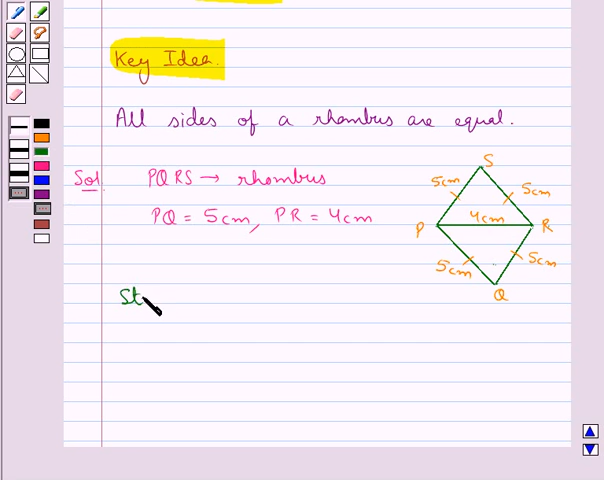 Key Idea.
All sides of a rhombus are equal.
Sol. PQRS → rhombus
PQ = 5cm, PR = 4cm
S
5cm 5cm
4cm
P R
5cm 5cm
Q
St